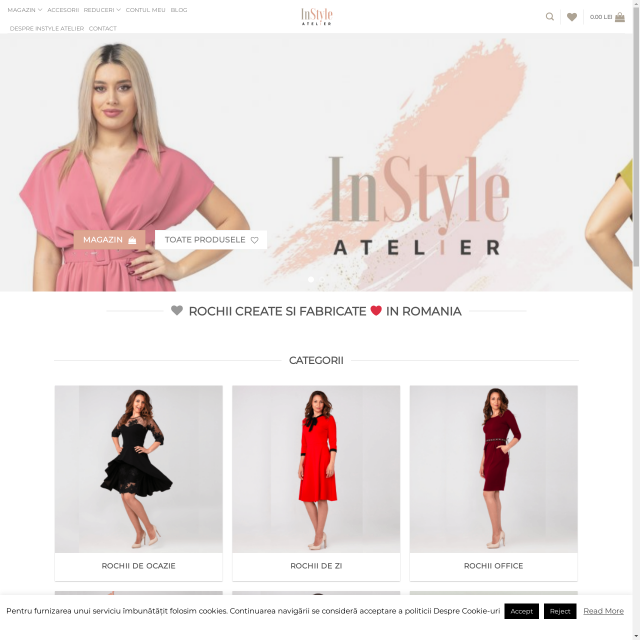 MAGAZIN ACCESORII REDUCERI CONTUL MEU BLOG
DESPRE INSTYLE ATELIER CONTACT
InStyle
ATELIER
0.00 LEI
InStyle
ATELIER
MAGAZIN
TOATE PRODUSELE
ROCHII CREATE SI FABRICATE IN ROMANIA
CATEGORII
ROCHII DE OCAZIE
ROCHII DE ZI
ROCHII OFFICE
Pentru furnizarea unui serviciu îmbunătățit folosim cookies. Continuarea navigării se consideră acceptare a politicii Despre Cookie-uri Accept Reject Read More